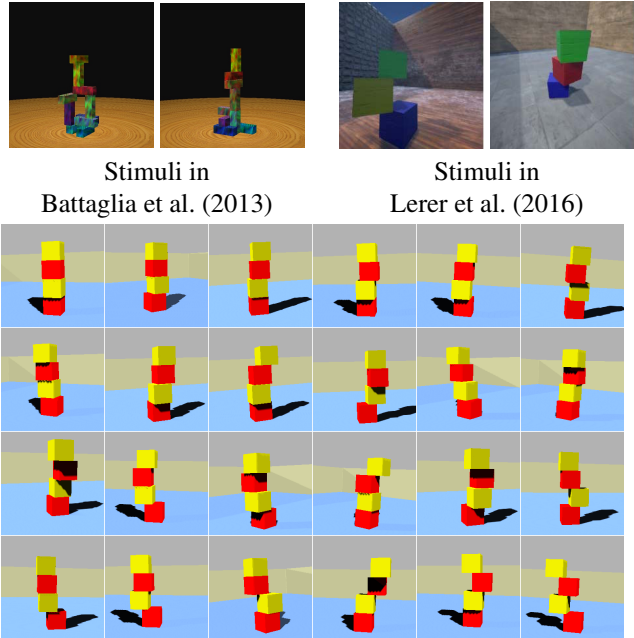 Stimuli in
Battaglia et al. (2013)
Stimuli in
Lerer et al. (2016)